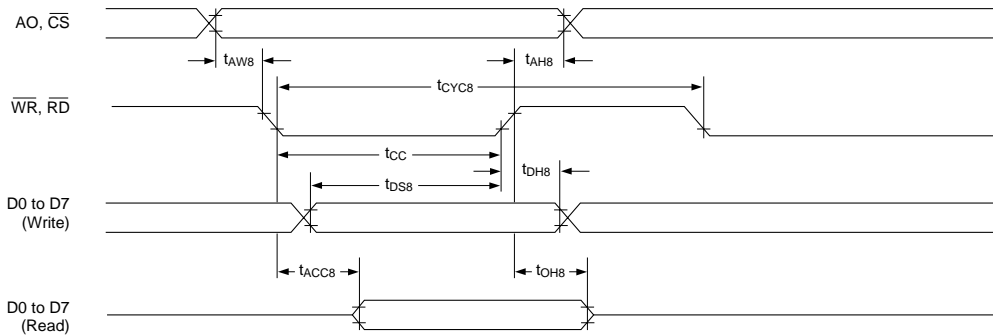 AO, CS
tAW8
tAH8
tCYC8
WR, RD
tCC
tDH8
tDS8
D0 to D7
(Write)
tACC8
tOH8
D0 to D7
(Read)